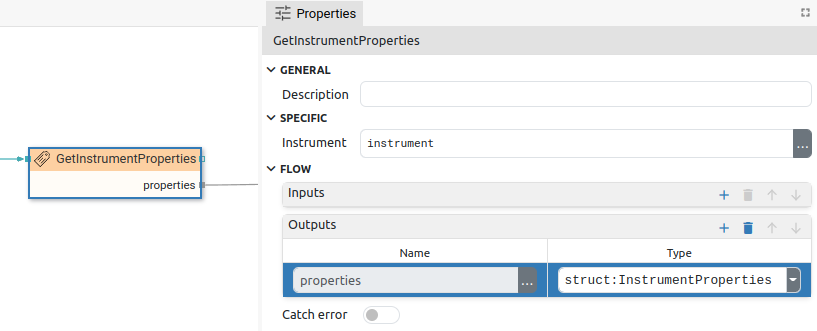 Properties
GetInstrumentProperties
GENERAL
Description
SPECIFIC
Instrument instrument ...
FLOW
Inputs
Outputs
Name Type
properties ... struct:InstrumentProperties
Catch error
GetInstrumentProperties
properties